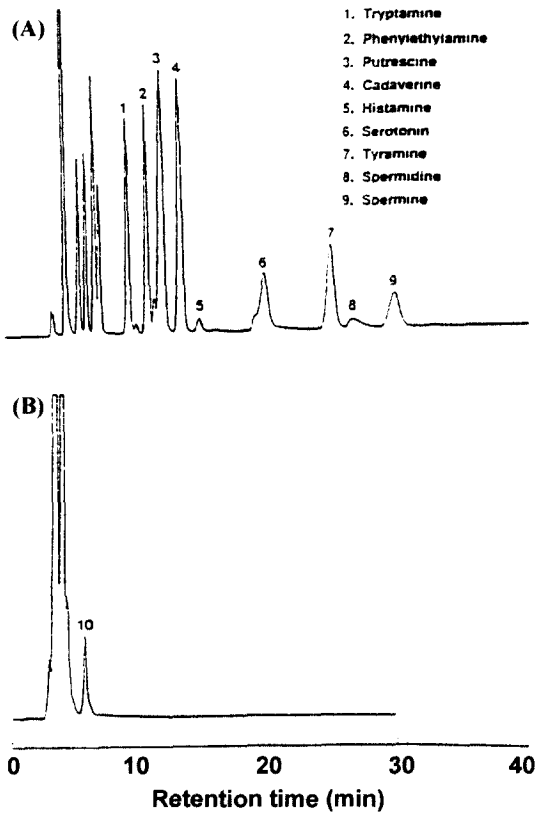 (A)
1. Tryptamine
2. Phenylethylamine
3. Putrescine
4. Cadaverine
5. Histamine
6. Serotonin
7. Tyramine
8. Spermidine
9. Spermine
1
2
3
4
5
6
7
8
9
(B)
10
0 10 20 30 40
Retention time (min)